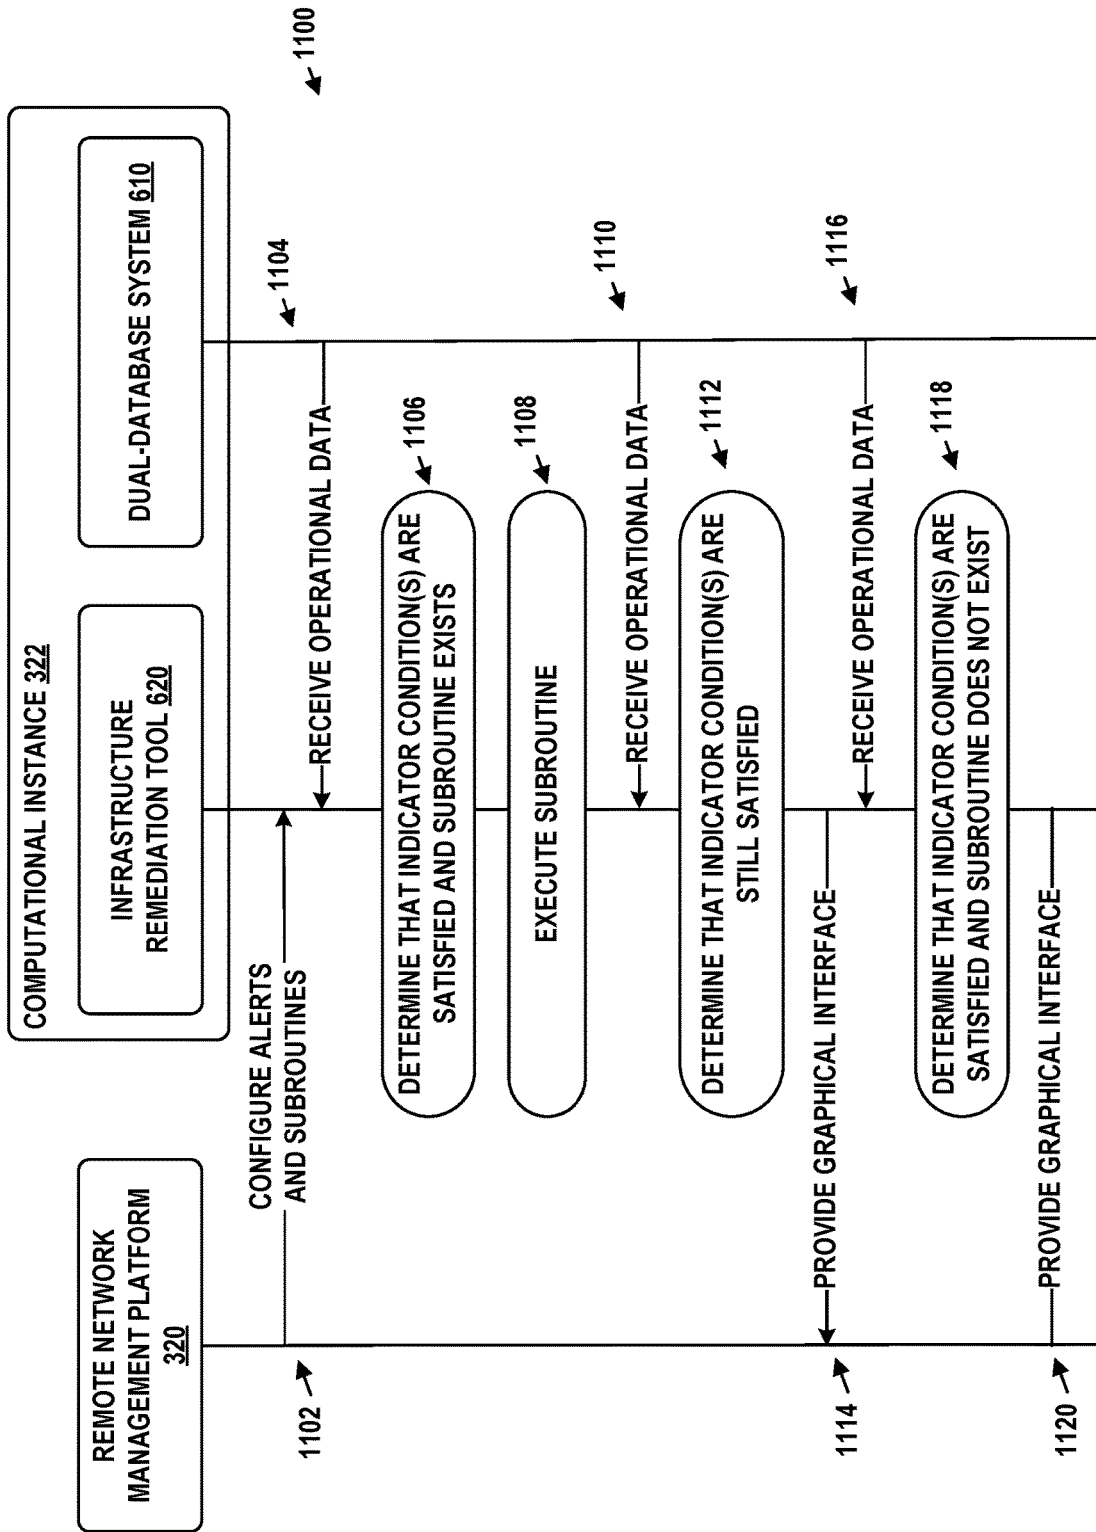 COMPUTATIONAL INSTANCE 322
REMOTE NETWORK
MANAGEMENT PLATFORM
320
INFRASTRUCTURE
REMEDIATION TOOL 620
DUAL-DATABASE SYSTEM 610
1100
CONFIGURE ALERTS
AND SUBROUTINES
1102
1104
RECEIVE OPERATIONAL DATA
1106
DETERMINE THAT INDICATOR CONDITION(S) ARE
SATISFIED AND SUBROUTINE EXISTS
1108
EXECUTE SUBROUTINE
1110
RECEIVE OPERATIONAL DATA
1112
DETERMINE THAT INDICATOR CONDITION(S) ARE
STILL SATISFIED
PROVIDE GRAPHICAL INTERFACE
1114
1116
RECEIVE OPERATIONAL DATA
1118
DETERMINE THAT INDICATOR CONDITION(S) ARE
SATISFIED AND SUBROUTINE DOES NOT EXIST
PROVIDE GRAPHICAL INTERFACE
1120